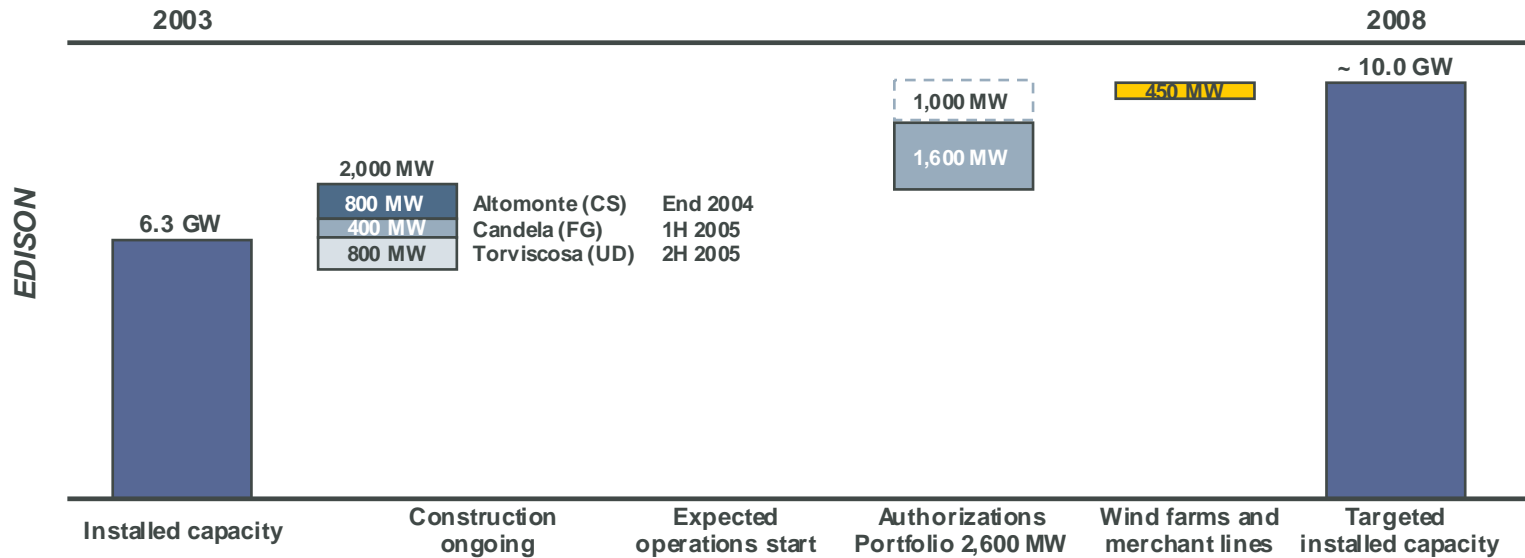 2003
2008
EDISON
6.3 GW
2,000 MW
800 MW Altomonte (CS) End 2004
400 MW Candela (FG) 1H 2005
800 MW Torviscosa (UD) 2H 2005
1,000 MW
1,600 MW
450 MW
~ 10.0 GW
Installed capacity
Construction
ongoing
Expected
operations start
Authorizations
Portfolio 2,600 MW
Wind farms and
merchant lines
Targeted
installed capacity